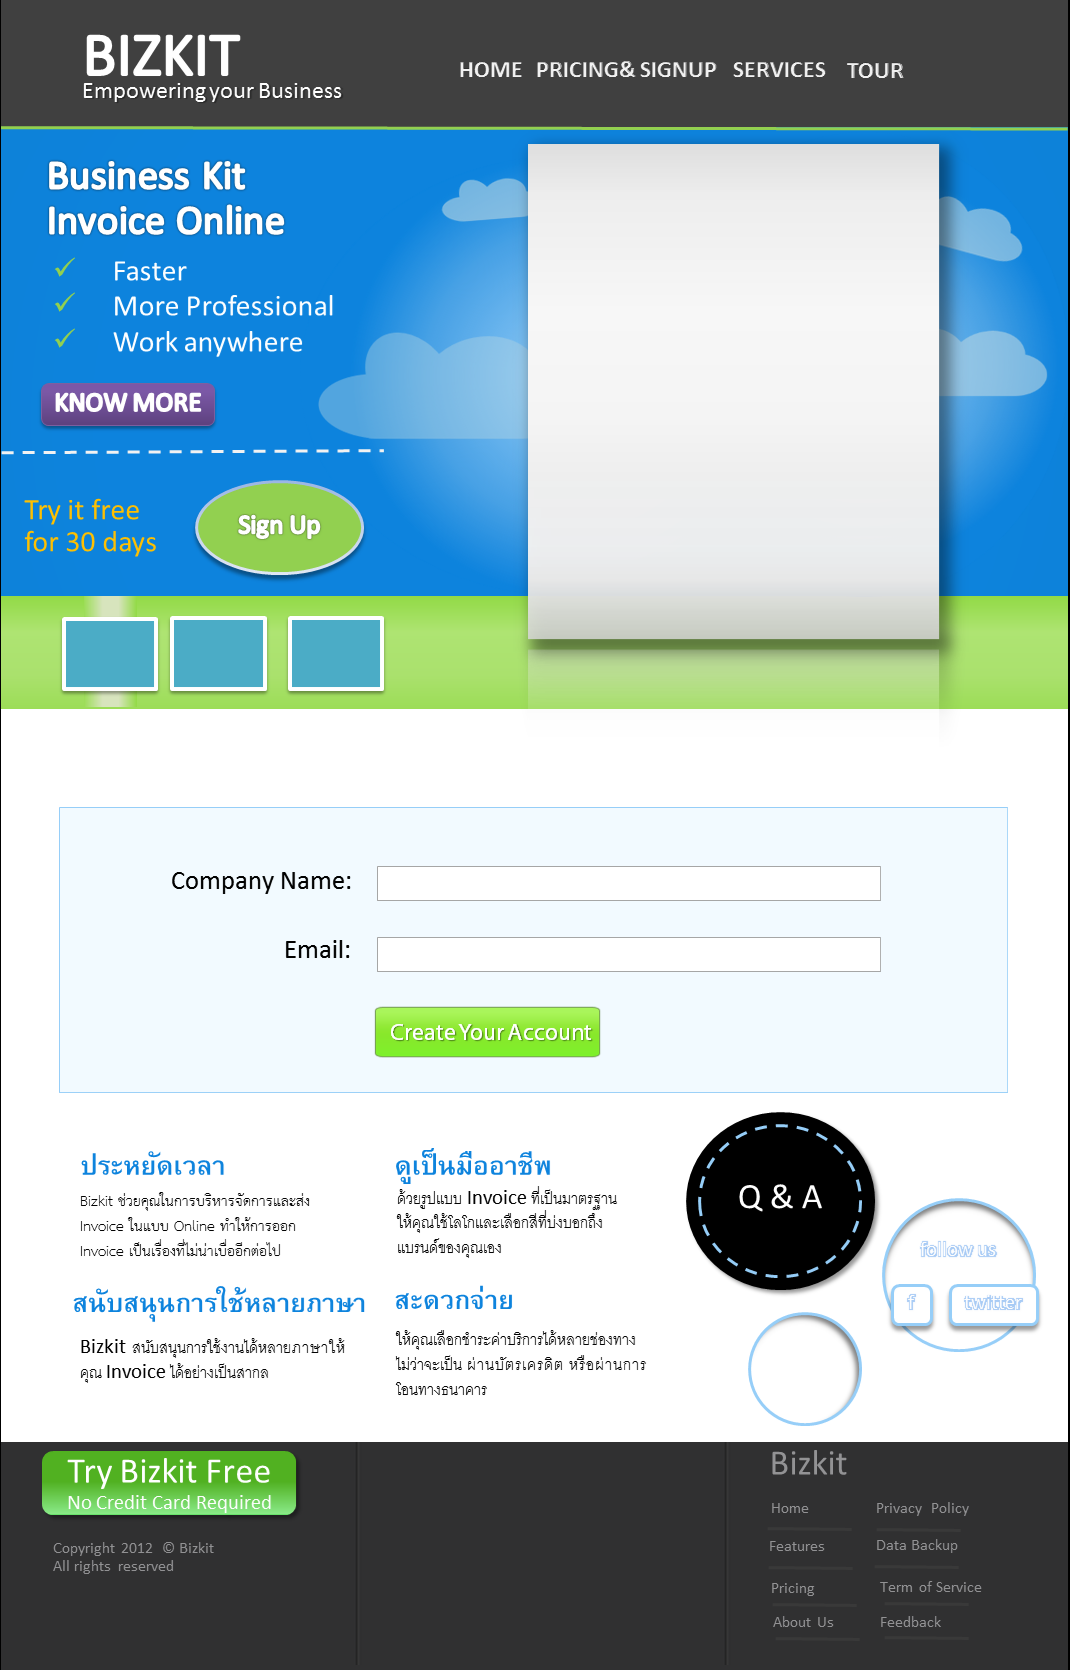 BIZKIT
Empowering your Business
HOME PRICING& SIGNUP SERVICES TOUR
Business Kit
Invoice Online
Faster
More Professional
Work anywhere
KNOW MORE
Try it free
for 30 days
Sign Up
Company Name:
Email:
Create Your Account
ประหยัดเวลา
Bizkit ช่วยคุณในการบริหารจัดการและส่ง
Invoice ในแบบ Online ทำให้การออก
Invoice เป็นเรื่องที่ไม่น่าเบื่ออีกต่อไป
ดูเป็นมืออาชีพ
ด้วยรูปแบบ Invoice ที่เป็นมาตรฐาน
ให้คุณใช้โลโกและเลือกสีที่บ่งบอกถึง
แบรนด์ของคุณเอง
สนับสนุนการใช้หลายภาษา
Bizkit สนับสนุนการใช้งานได้หลายภาษาให้
คุณ Invoice ได้อย่างเป็นสากล
สะดวกจ่าย
ให้คุณเลือกชำระค่าบริการได้หลายช่องทาง
ไม่ว่าจะเป็น ผ่านบัตรเครดิต หรือผ่านการ
โอนทางธนาคาร
Q & A
follow us
f
twitter
Try Bizkit Free
No Credit Card Required
Copyright 2012 © Bizkit
All rights reserved
Bizkit
Home
Privacy Policy
Features
Data Backup
Pricing
Term of Service
About Us
Feedback